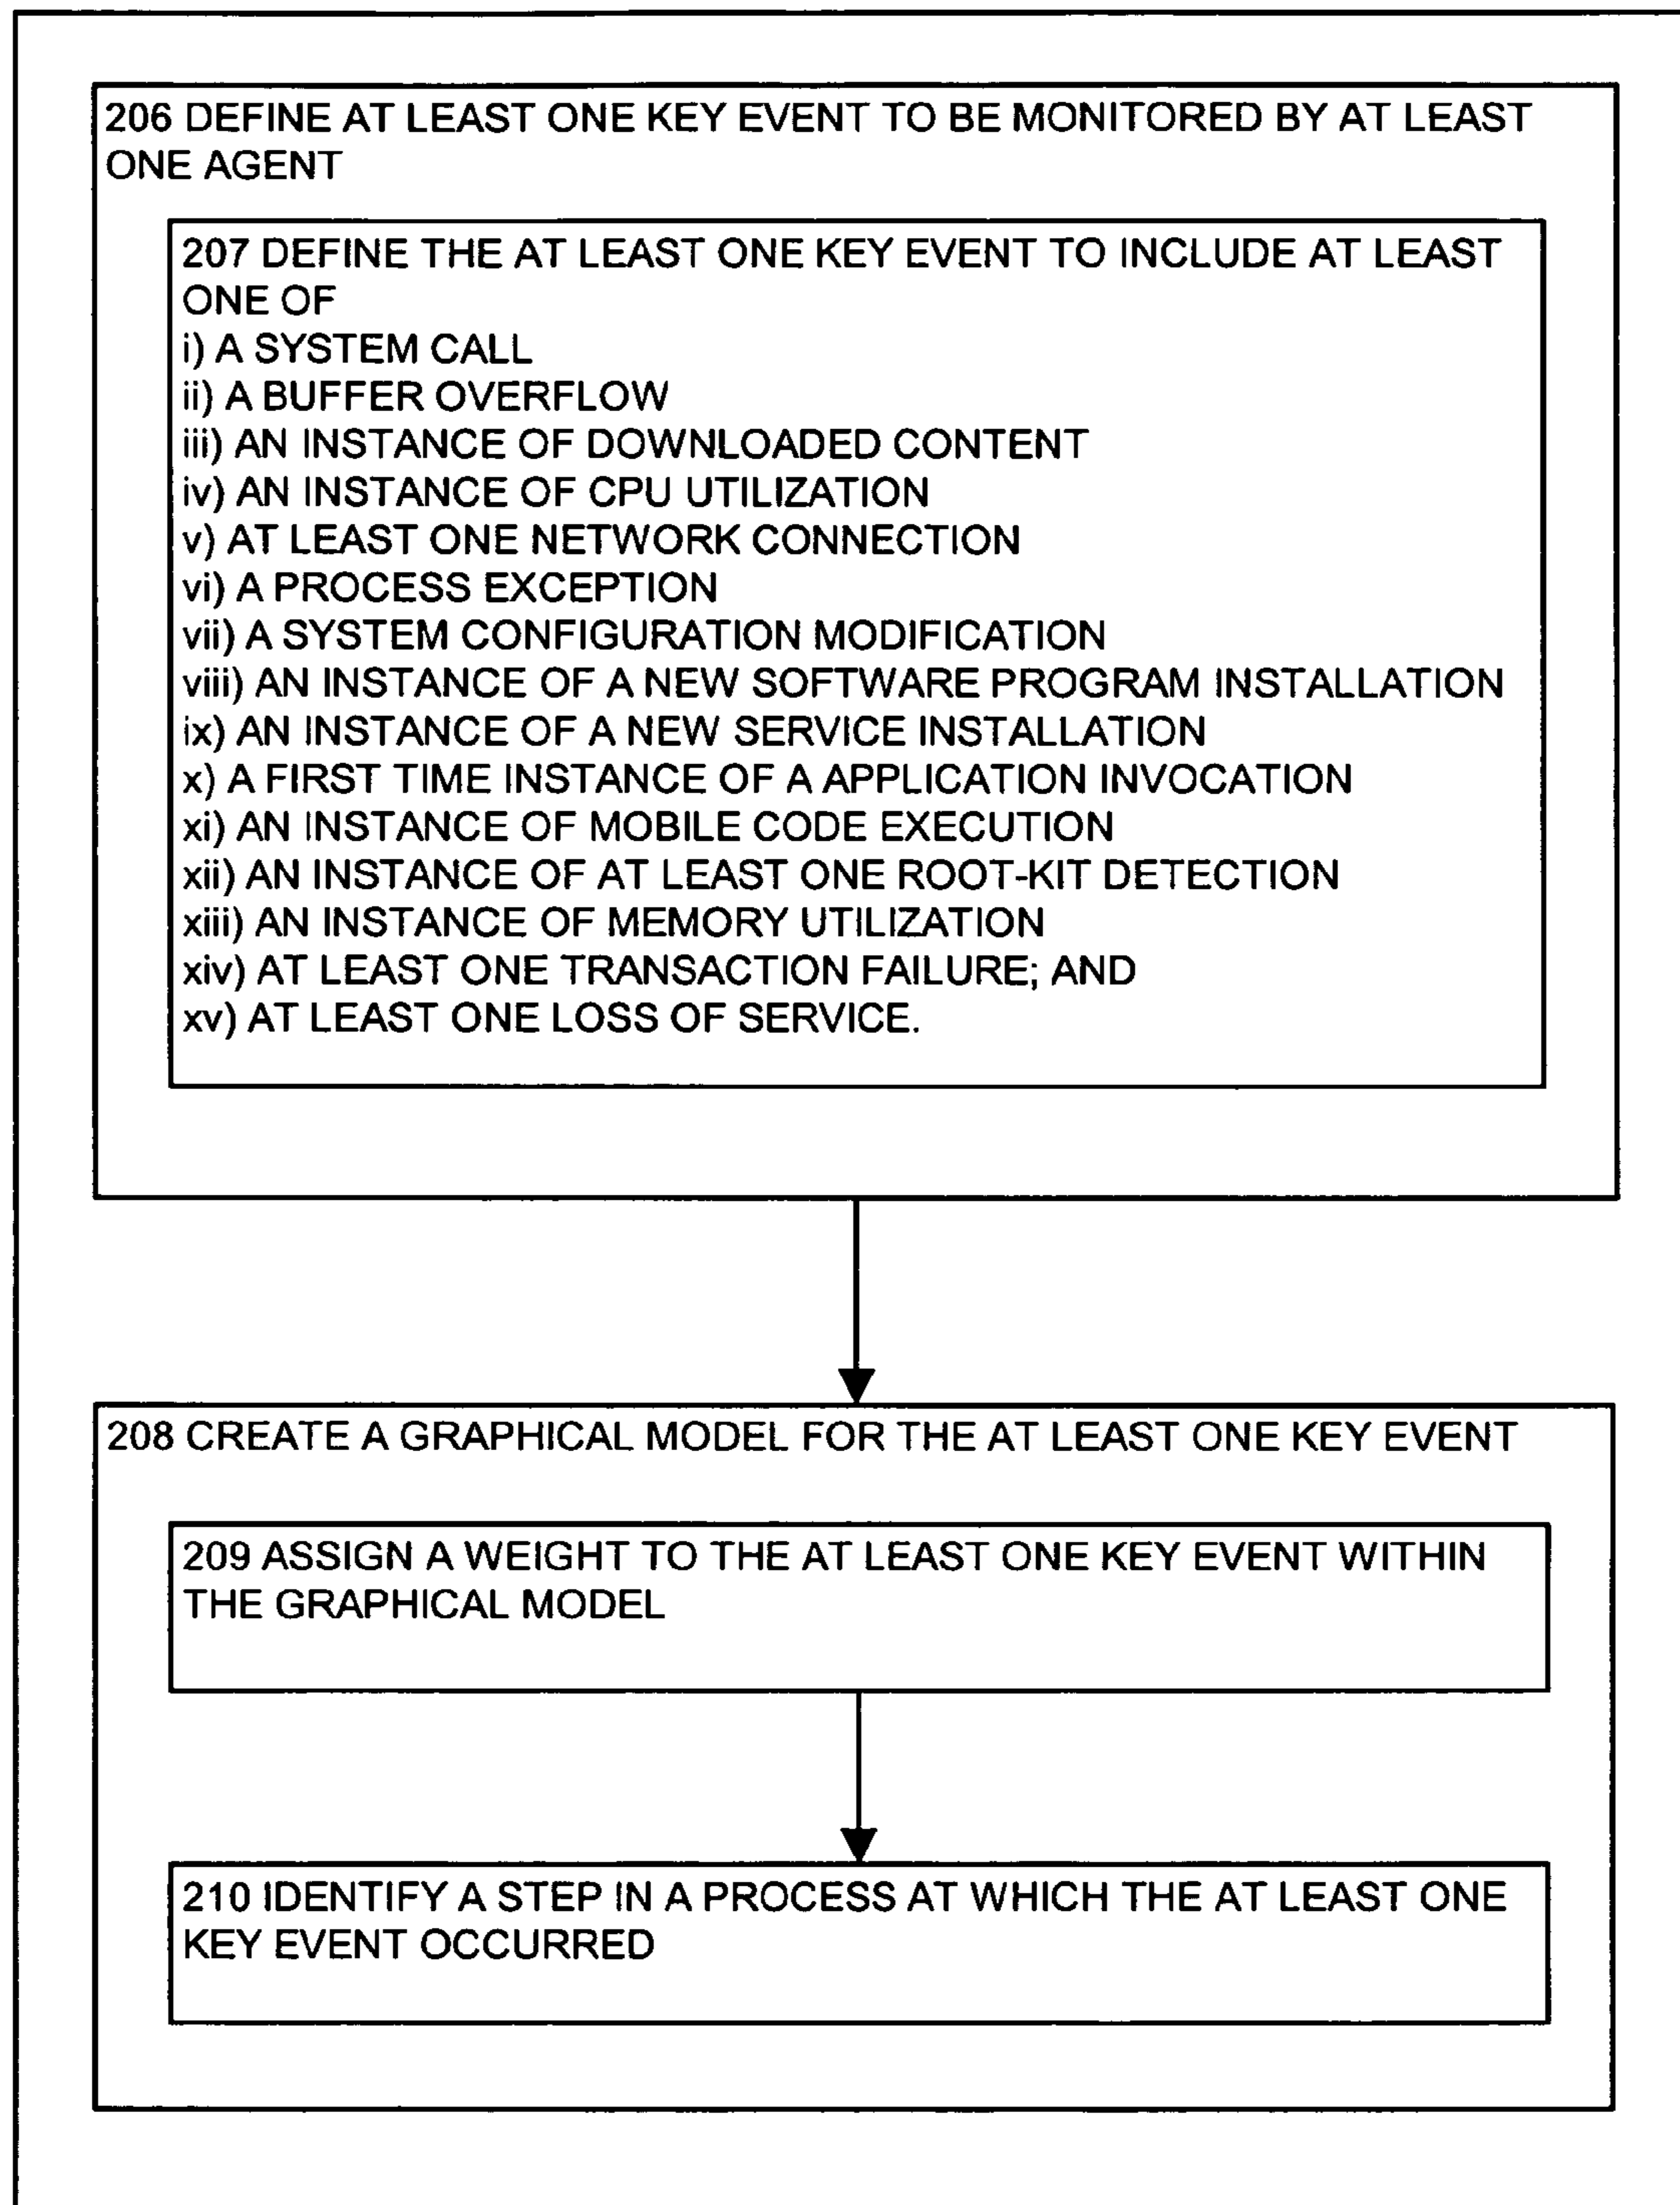 206 DEFINE AT LEAST ONE KEY EVENT TO BE MONITORED BY AT LEAST
ONE AGENT
207 DEFINE THE AT LEAST ONE KEY EVENT TO INCLUDE AT LEAST
ONE OF
i) A SYSTEM CALL
ii) A BUFFER OVERFLOW
iii) AN INSTANCE OF DOWNLOADED CONTENT
iv) AN INSTANCE OF CPU UTILIZATION
v) AT LEAST ONE NETWORK CONNECTION
vi) A PROCESS EXCEPTION
vii) A SYSTEM CONFIGURATION MODIFICATION
viii) AN INSTANCE OF A NEW SOFTWARE PROGRAM INSTALLATION
ix) AN INSTANCE OF A NEW SERVICE INSTALLATION
x) A FIRST TIME INSTANCE OF A APPLICATION INVOCATION
xi) AN INSTANCE OF MOBILE CODE EXECUTION
xii) AN INSTANCE OF AT LEAST ONE ROOT-KIT DETECTION
xiii) AN INSTANCE OF MEMORY UTILIZATION
xiv) AT LEAST ONE TRANSACTION FAILURE; AND
xv) AT LEAST ONE LOSS OF SERVICE.
208 CREATE A GRAPHICAL MODEL FOR THE AT LEAST ONE KEY EVENT
209 ASSIGN A WEIGHT TO THE AT LEAST ONE KEY EVENT WITHIN
THE GRAPHICAL MODEL
210 IDENTIFY A STEP IN A PROCESS AT WHICH THE AT LEAST ONE
KEY EVENT OCCURRED